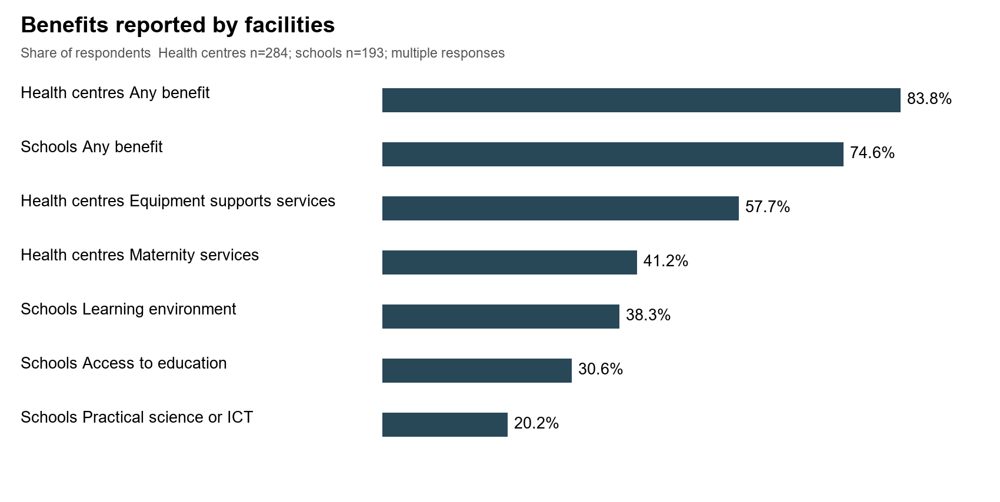 Benefits reported by facilities
Share of respondents  Health centres n=284; schools n=193; multiple responses
Health centres Any benefit 83.8%
Schools Any benefit 74.6%
Health centres Equipment supports services 57.7%
Health centres Maternity services 41.2%
Schools Learning environment 38.3%
Schools Access to education 30.6%
Schools Practical science or ICT 20.2%